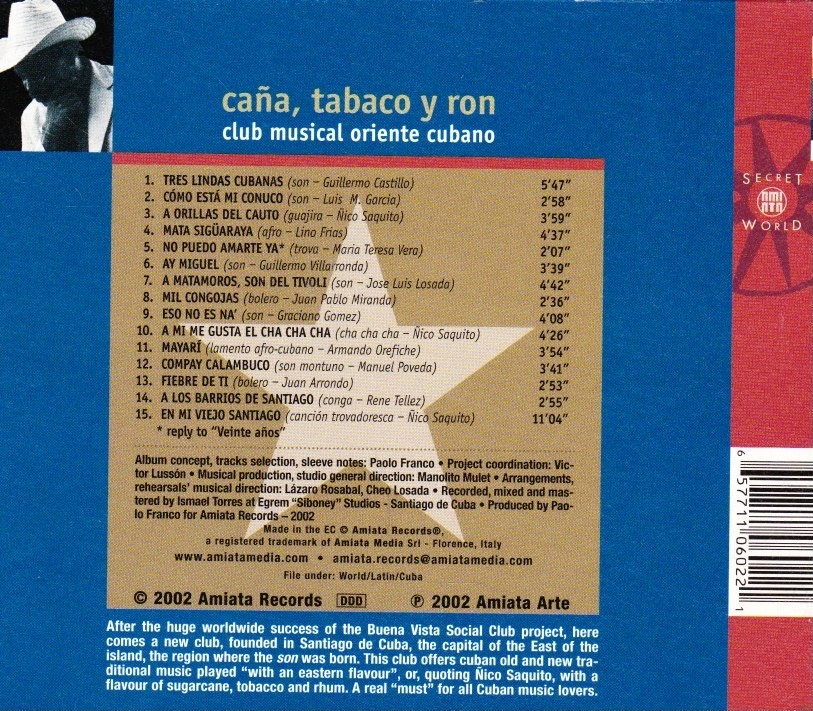 caña, tabaco y ron
club musical oriente cubano
1. TRES LINDAS CUBANAS (son – Guillermo Castillo) 5'47"
2. CÓMO ESTÁ MI CONUCO (son – Luis M. Garcia) 2'58"
3. A ORILLAS DEL CAUTO (guajira – Ñico Saquito) 3'59"
4. MATA SIGÜARAYA (afro – Lino Frias) 4'37"
5. NO PUEDO AMARTE YA* (trova – Maria Teresa Vera) 2'07"
6. AY MIGUEL (son – Guillermo Villarronda) 3'39"
7. A MATAMOROS, SON DEL TIVOLI (son – Jose Luis Losada) 4'42"
8. MIL CONGOJAS (bolero – Juan Pablo Miranda) 2'36"
9. ESO NO ES NA' (son – Graciano Gomez) 4'08"
10. A MI ME GUSTA EL CHA CHA CHA (cha cha cha – Ñico Saquito) 4'26"
11. MAYARÍ (lamento afro-cubano – Armando Orefiche) 3'54"
12. COMPAY CALAMBUCO (son montuno – Manuel Poveda) 3'41"
13. FIEBRE DE TI (bolero – Juan Arrondo) 2'53"
14. A LOS BARRIOS DE SANTIAGO (conga – Rene Tellez) 2'55"
15. EN MI VIEJO SANTIAGO (canción trovadoresca – Ñico Saquito) 11'04"
* reply to "Veinte años"
Album concept, tracks selection, sleeve notes: Paolo Franco • Project coordination: Vic-
tor Lussón • Musical production, studio general direction: Manolito Mulet • Arrangements,
rehearsals' musical direction: Lázaro Rosabal, Cheo Losada • Recorded, mixed and mas-
tered by Ismael Torres at Egrem "Siboney" Studios - Santiago de Cuba • Produced by Pao-
lo Franco for Amiata Records – 2002
Made in the EC © Amiata Records®,
a registered trademark of Amiata Media Srl - Florence, Italy
www.amiatamedia.com • amiata.records@amiatamedia.com
File under: World/Latin/Cuba
© 2002 Amiata Records DDD ℗ 2002 Amiata Arte
After the huge worldwide success of the Buena Vista Social Club project, here
comes a new club, founded in Santiago de Cuba, the capital of the East of the
island, the region where the son was born. This club offers cuban old and new tra-
ditional music played "with an eastern flavour", or, quoting Ñico Saquito, with a
flavour of sugarcane, tobacco and rhum. A real "must" for all Cuban music lovers.
SECRET
WORLD
6 57711 06022 1